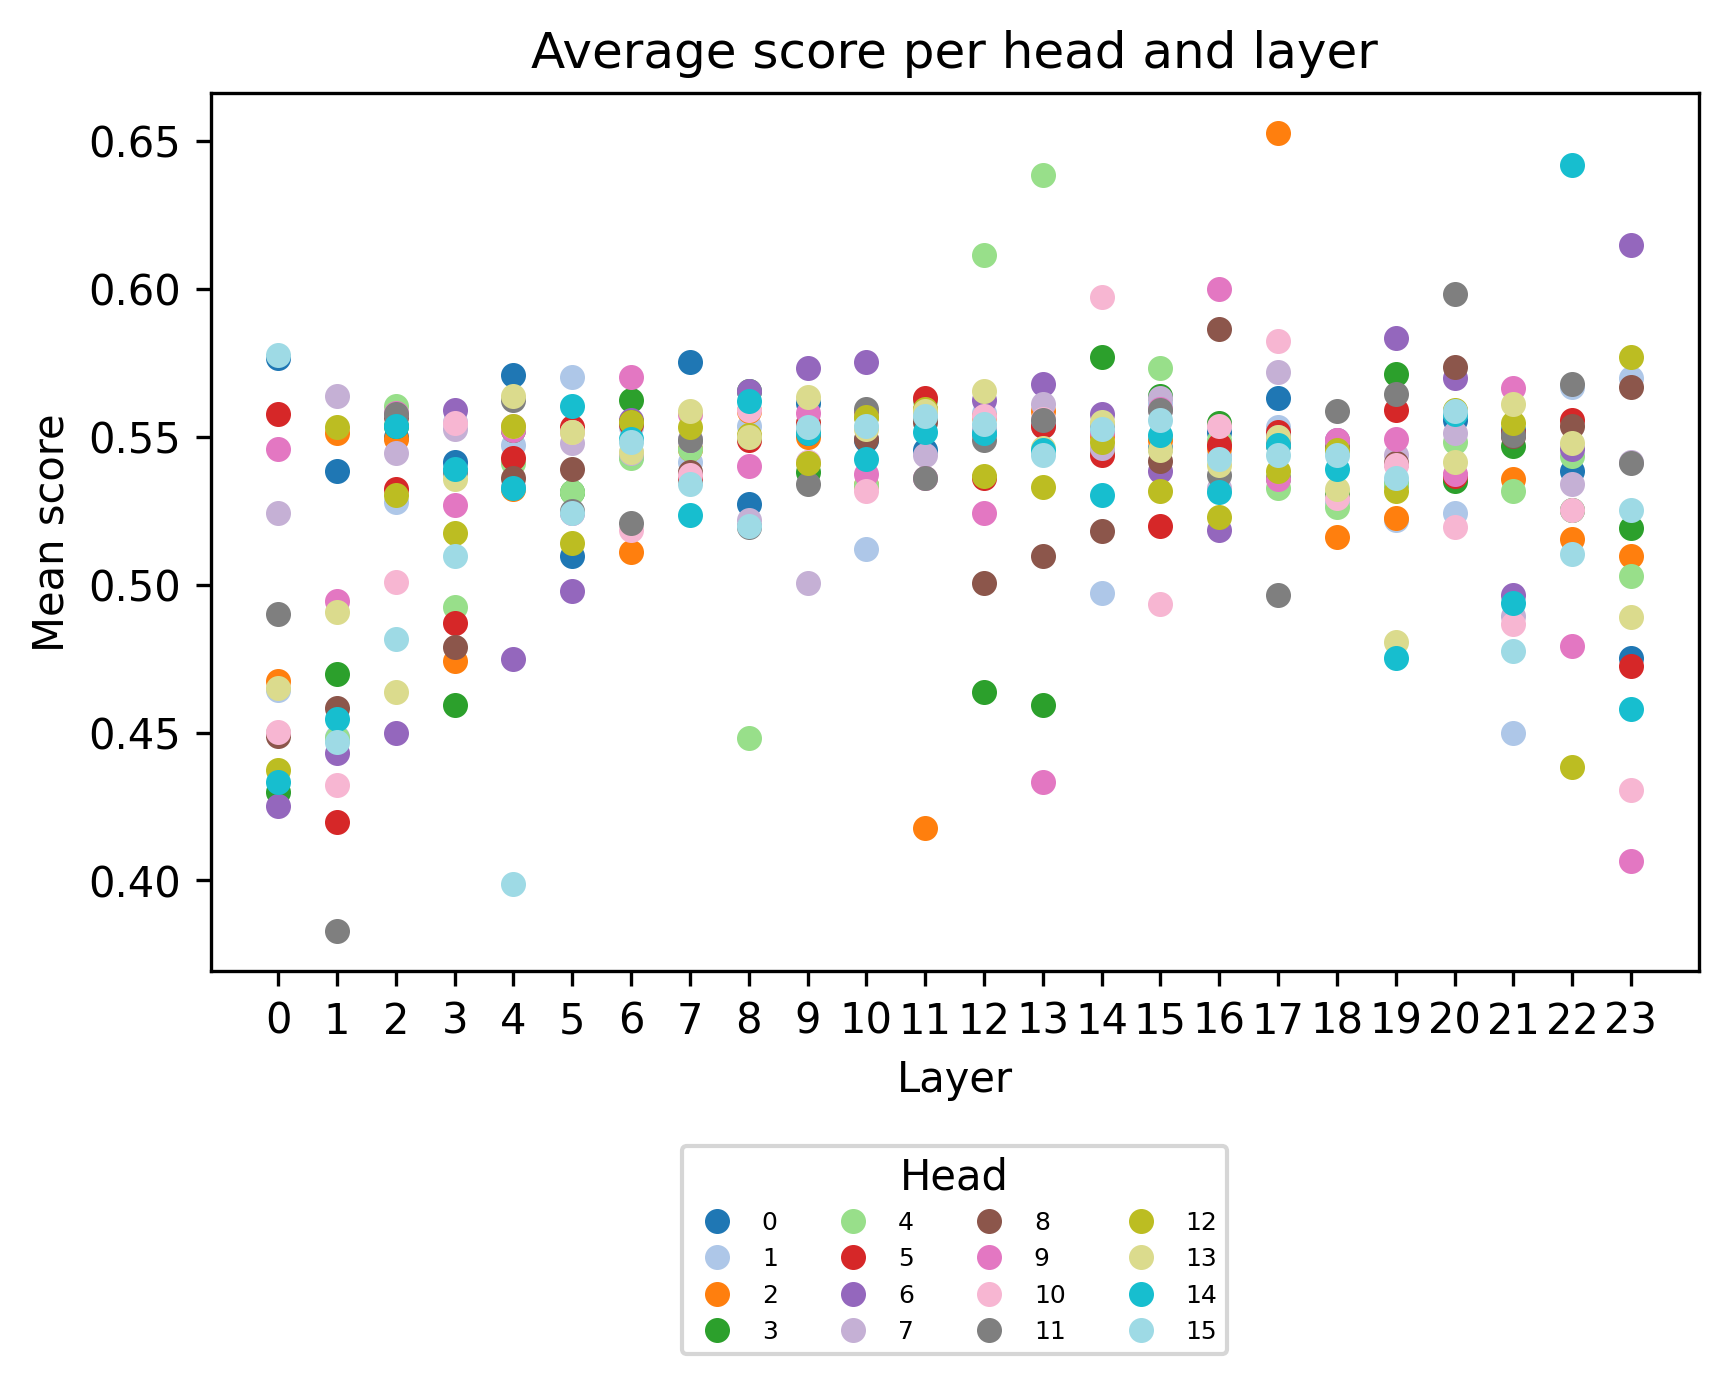 Average score per head and layer
Mean score
0.65
0.60
0.55
0.50
0.45
0.40
0 1 2 3 4 5 6 7 8 9 10 11 12 13 14 15 16 17 18 19 20 21 22 23
Layer
Head
0 4 8 12
1 5 9 13
2 6 10 14
3 7 11 15